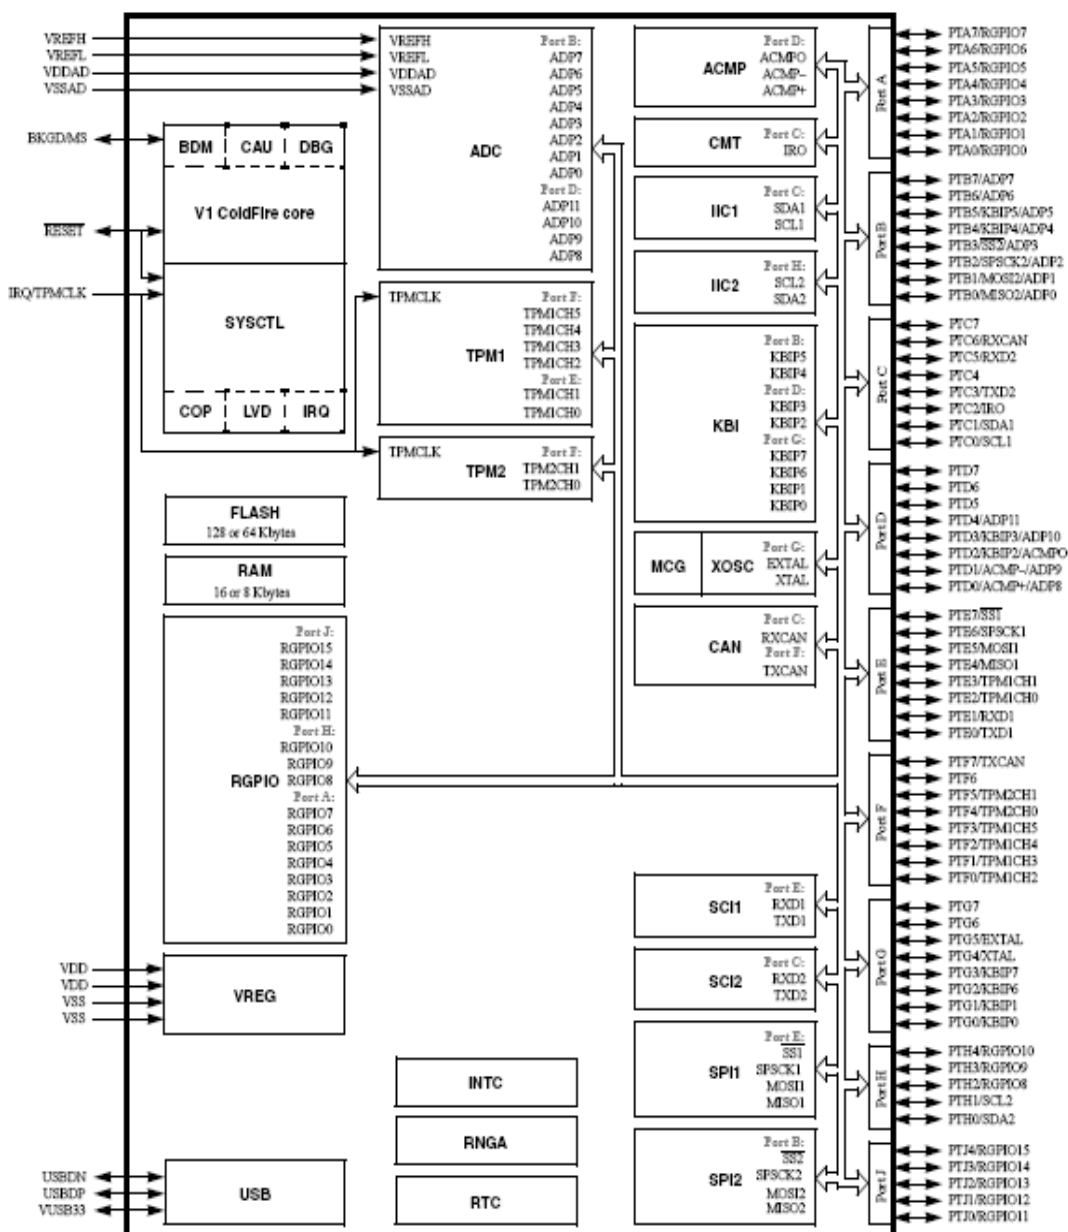 VREFH
VREFL
VDDAD
VSSAD
BKGD/MS
RESET
IRQ/TPMCLK
BDM CAU DBG
V1 ColdFire core
SYSCTL
COP LVD IRQ
FLASH
128 or 64 Kbytes
RAM
16 or 8 Kbytes
Port J:
RGPIO15
RGPIO14
RGPIO13
RGPIO12
RGPIO11
Port H:
RGPIO10
RGPIO9
RGPIO RGPIO8
Port A:
RGPIO7
RGPIO6
RGPIO5
RGPIO4
RGPIO3
RGPIO2
RGPIO1
RGPIO0
VDD
VDD
VSS
VSS
VREG
USBDN
USBDP
VUSB33
USB
VREFH
VREFL
VDDAD
VSSAD
ADC
Port B:
ADP7
ADP6
ADP5
ADP4
ADP3
ADP2
ADP1
ADP0
Port D:
ADP11
ADP10
ADP9
ADP8
TPMCLK
TPM1
Port F:
TPM1CH5
TPM1CH4
TPM1CH3
TPM1CH2
Port E:
TPM1CH1
TPM1CH0
TPMCLK
TPM2
Port F:
TPM2CH1
TPM2CH0
INTC
RNGA
RTC
ACMP
Port D:
ACMPO
ACMP–
ACMP+
CMT
Port C:
IRO
IIC1
Port C:
SDA1
SCL1
IIC2
Port H:
SCL2
SDA2
KBI
Port B:
KBIP5
KBIP4
Port D:
KBIP3
KBIP2
Port G:
KBIP7
KBIP6
KBIP1
KBIP0
MCG XOSC
Port G:
EXTAL
XTAL
CAN
Port C:
RXCAN
Port F:
TXCAN
SCI1
Port E:
RXD1
TXD1
SCI2
Port C:
RXD2
TXD2
SPI1
Port E:
SS1
SPSCK1
MOSI1
MISO1
SPI2
Port B:
SS2
SPSCK2
MOSI2
MISO2
Port A
PTA7/RGPIO7
PTA6/RGPIO6
PTA5/RGPIO5
PTA4/RGPIO4
PTA3/RGPIO3
PTA2/RGPIO2
PTA1/RGPIO1
PTA0/RGPIO0
Port B
PTB7/ADP7
PTB6/ADP6
PTB5/KBIP5/ADP5
PTB4/KBIP4/ADP4
PTB3/SS2/ADP3
PTB2/SPSCK2/ADP2
PTB1/MOSI2/ADP1
PTB0/MISO2/ADP0
Port C
PTC7
PTC6/RXCAN
PTC5/RXD2
PTC4
PTC3/TXD2
PTC2/IRO
PTC1/SDA1
PTC0/SCL1
Port D
PTD7
PTD6
PTD5
PTD4/ADP11
PTD3/KBIP3/ADP10
PTD2/KBIP2/ACMPO
PTD1/ACMP–/ADP9
PTD0/ACMP+/ADP8
Port E
PTE7/SS1
PTE6/SPSCK1
PTE5/MOSI1
PTE4/MISO1
PTE3/TPM1CH1
PTE2/TPM1CH0
PTE1/RXD1
PTE0/TXD1
Port F
PTF7/TXCAN
PTF6
PTF5/TPM2CH1
PTF4/TPM2CH0
PTF3/TPM1CH5
PTF2/TPM1CH4
PTF1/TPM1CH3
PTF0/TPM1CH2
Port G
PTG7
PTG6
PTG5/EXTAL
PTG4/XTAL
PTG3/KBIP7
PTG2/KBIP6
PTG1/KBIP1
PTG0/KBIP0
Port H
PTH4/RGPIO10
PTH3/RGPIO9
PTH2/RGPIO8
PTH1/SCL2
PTH0/SDA2
Port J
PTJ4/RGPIO15
PTJ3/RGPIO14
PTJ2/RGPIO13
PTJ1/RGPIO12
PTJ0/RGPIO11